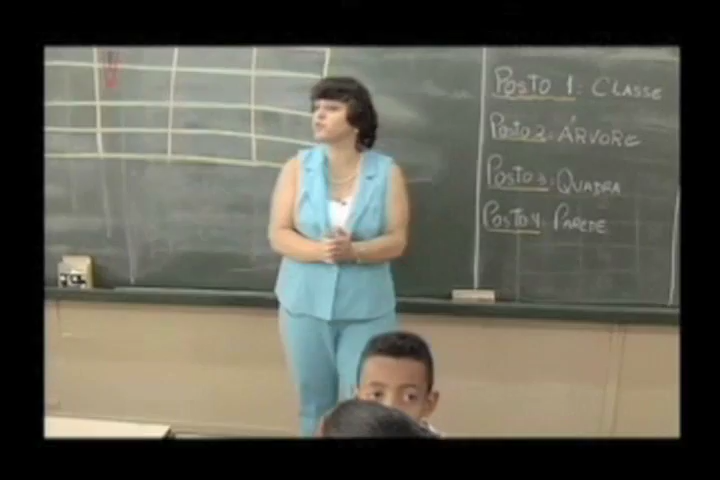 POSTO 1: CLASSE
POSTO 2: ÁRVORE
POSTO 3: QUADRA
POSTO 4: PAREDE